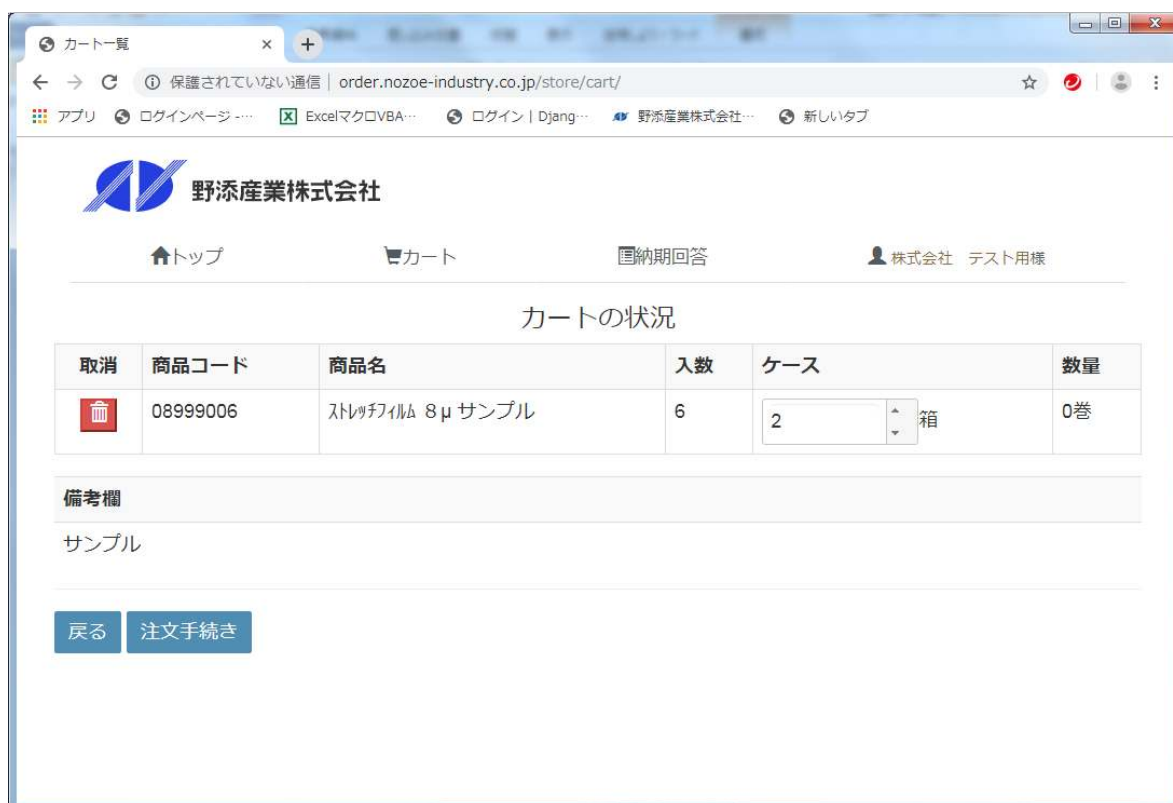 カート一覧
保護されていない通信 | order.nozoe-industry.co.jp/store/cart/
アプリ ログインページ -… ExcelマクロVBA… ログイン | Djang… 野添産業株式会社… 新しいタブ
野添産業株式会社
トップ カート 納期回答 株式会社 テスト用様
カートの状況
取消 商品コード 商品名 入数 ケース 数量
08999006 ｽﾄﾚｯﾁﾌｨﾙﾑ 8μ サンプル 6 2 箱 0巻
備考欄
サンプル
戻る 注文手続き